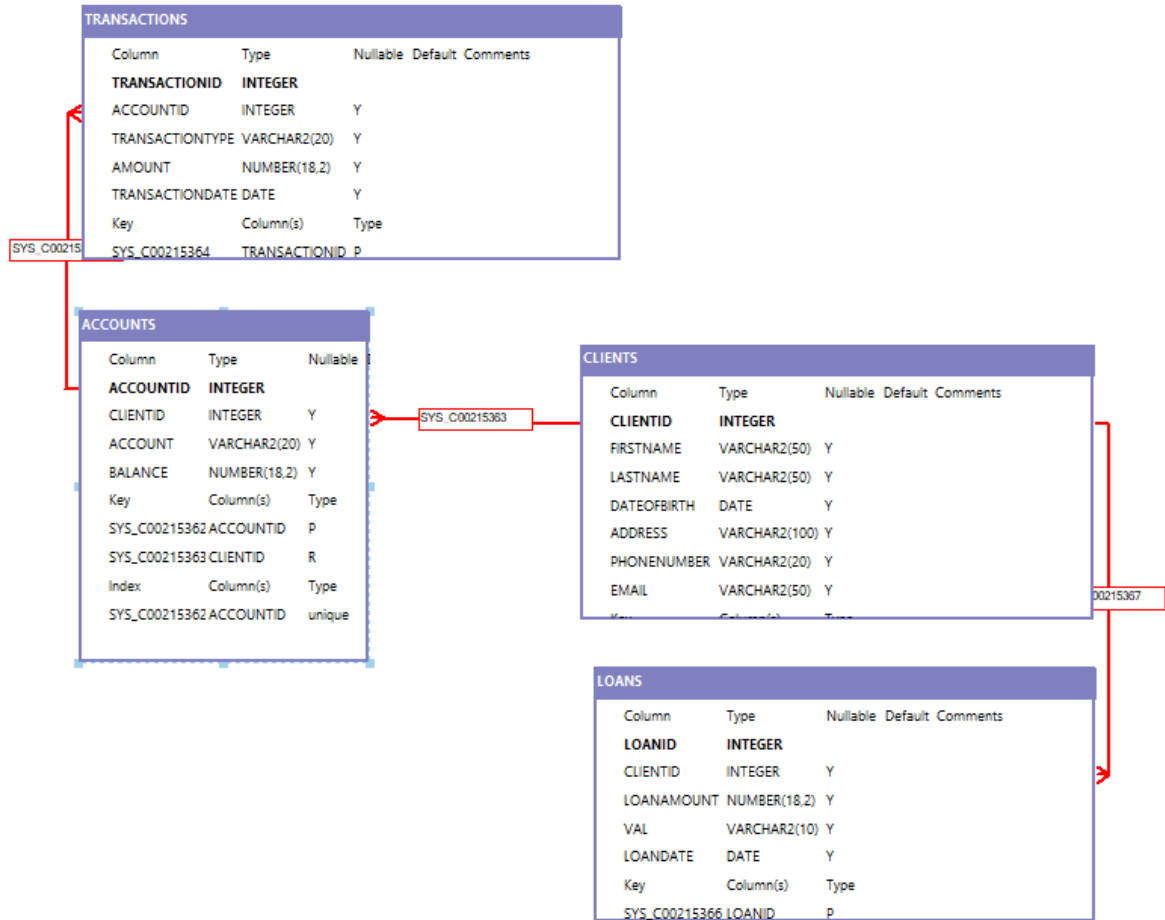 TRANSACTIONS
Column Type Nullable Default Comments
TRANSACTIONID INTEGER
ACCOUNTID INTEGER Y
TRANSACTIONTYPE VARCHAR2(20) Y
AMOUNT NUMBER(18,2) Y
TRANSACTIONDATE DATE Y
Key Column(s) Type
SYS_C00215364 TRANSACTIONID P
SYS_C00215
ACCOUNTS
Column Type Nullable
ACCOUNTID INTEGER
CLIENTID INTEGER Y
ACCOUNT VARCHAR2(20) Y
BALANCE NUMBER(18,2) Y
Key Column(s) Type
SYS_C00215362 ACCOUNTID P
SYS_C00215363 CLIENTID R
Index Column(s) Type
SYS_C00215362 ACCOUNTID unique
SYS_C00215363
CLIENTS
Column Type Nullable Default Comments
CLIENTID INTEGER
FIRSTNAME VARCHAR2(50) Y
LASTNAME VARCHAR2(50) Y
DATEOFBIRTH DATE Y
ADDRESS VARCHAR2(100) Y
PHONENUMBER VARCHAR2(20) Y
EMAIL VARCHAR2(50) Y
Key Column(s) Type
00215367
LOANS
Column Type Nullable Default Comments
LOANID INTEGER
CLIENTID INTEGER Y
LOANAMOUNT NUMBER(18,2) Y
VAL VARCHAR2(10) Y
LOANDATE DATE Y
Key Column(s) Type
SYS_C00215366 LOANID P